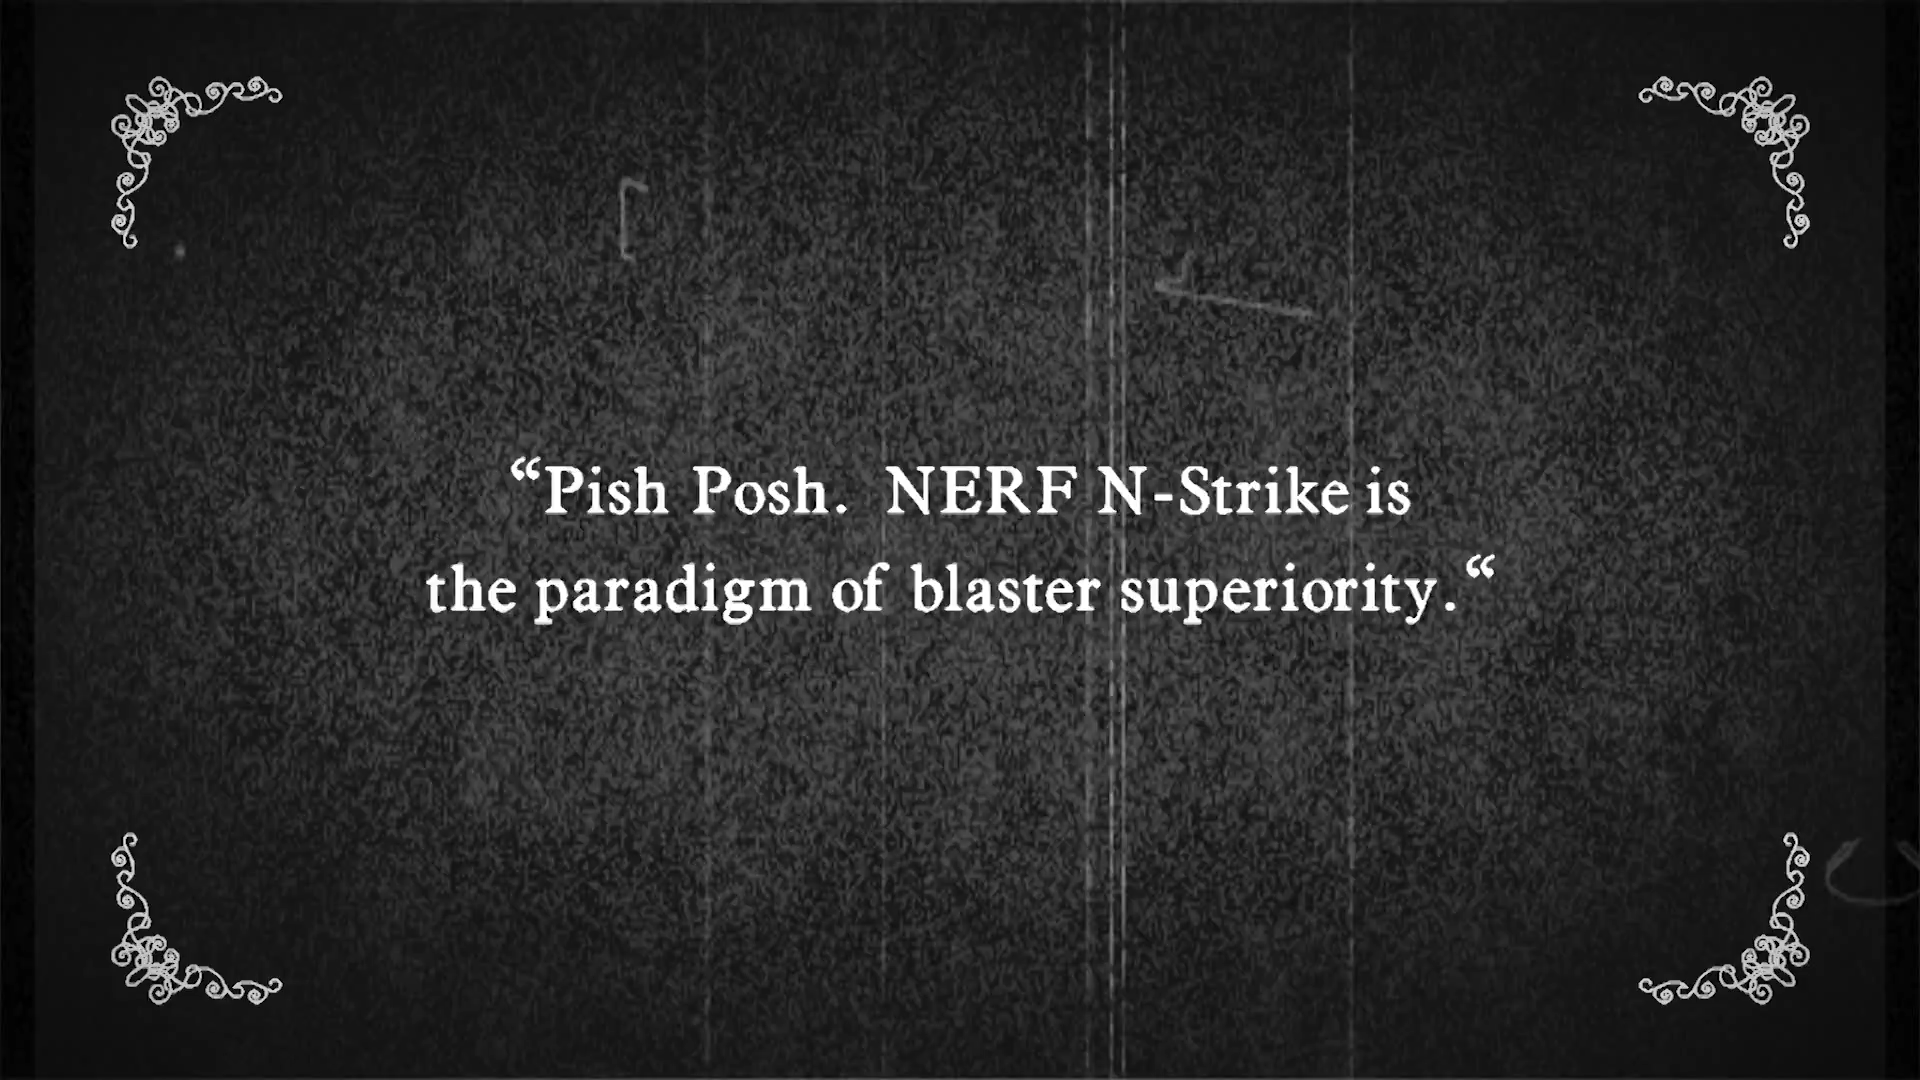 “Pish Posh.  NERF N-Strike is
the paradigm of blaster superiority.“